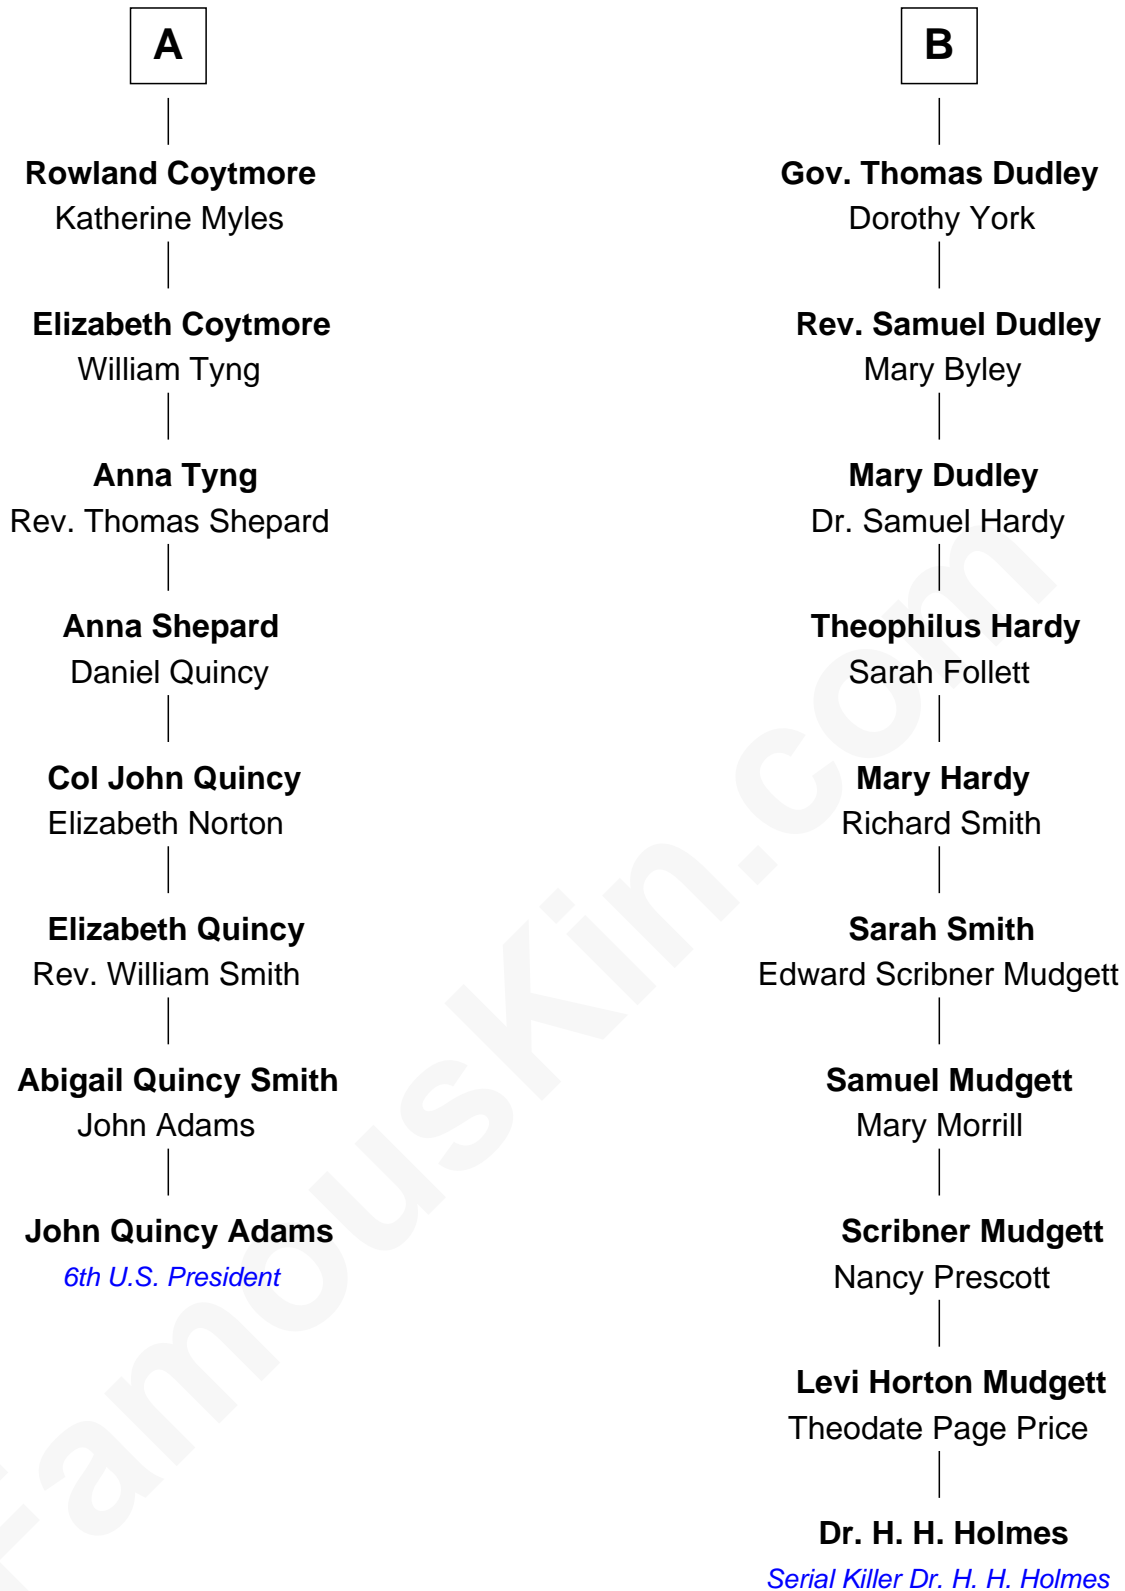 A
Rowland Coytmore
Katherine Myles
Elizabeth Coytmore
William Tyng
Anna Tyng
Rev. Thomas Shepard
Anna Shepard
Daniel Quincy
Col John Quincy
Elizabeth Norton
Elizabeth Quincy
Rev. William Smith
Abigail Quincy Smith
John Adams
John Quincy Adams
6th U.S. President
B
Gov. Thomas Dudley
Dorothy York
Rev. Samuel Dudley
Mary Byley
Mary Dudley
Dr. Samuel Hardy
Theophilus Hardy
Sarah Follett
Mary Hardy
Richard Smith
Sarah Smith
Edward Scribner Mudgett
Samuel Mudgett
Mary Morrill
Scribner Mudgett
Nancy Prescott
Levi Horton Mudgett
Theodate Page Price
Dr. H. H. Holmes
Serial Killer Dr. H. H. Holmes
FamousKin.com